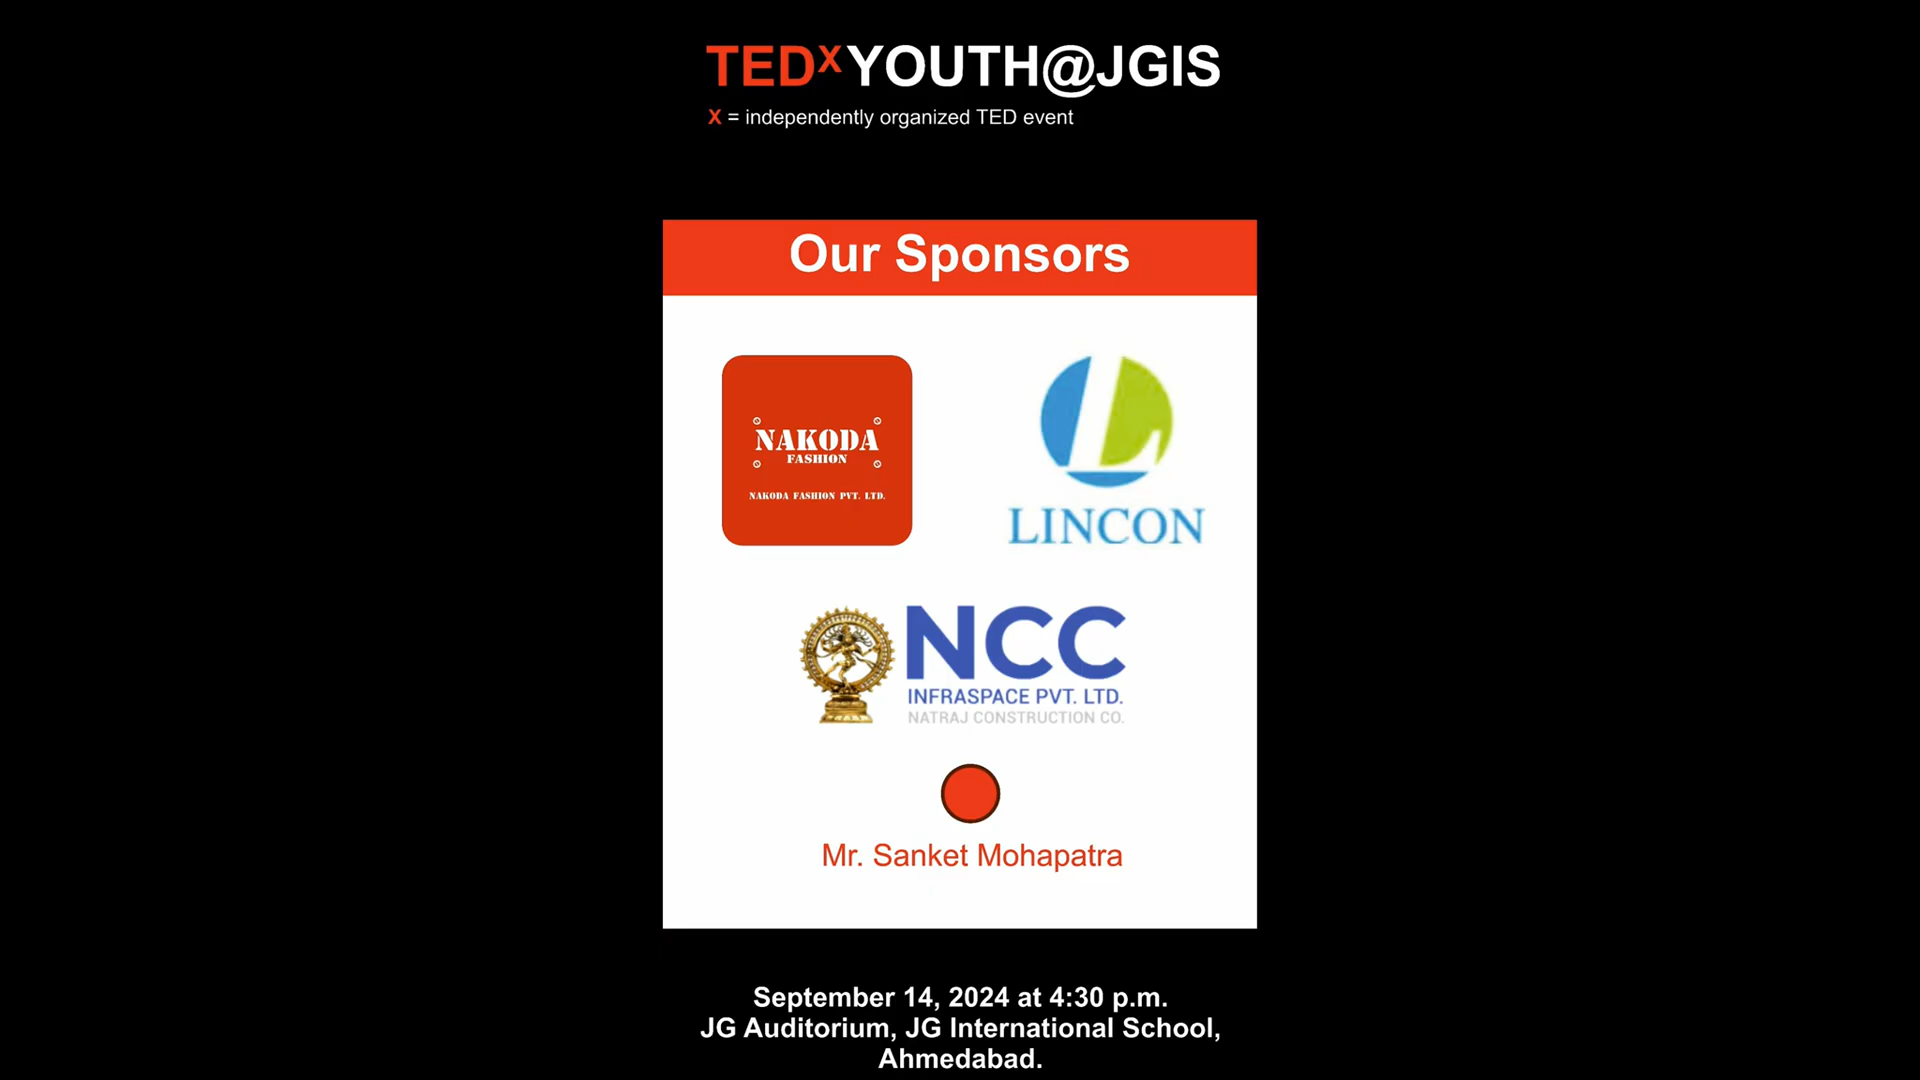 TEDxYOUTH@JGIS
X = independently organized TED event
Our Sponsors
NAKODA
FASHION
NAKODA FASHION PVT. LTD.
LINCON
NCC
INFRASPACE PVT. LTD.
NATRAJ CONSTRUCTION CO.
Mr. Sanket Mohapatra
September 14, 2024 at 4:30 p.m.
JG Auditorium, JG International School,
Ahmedabad.